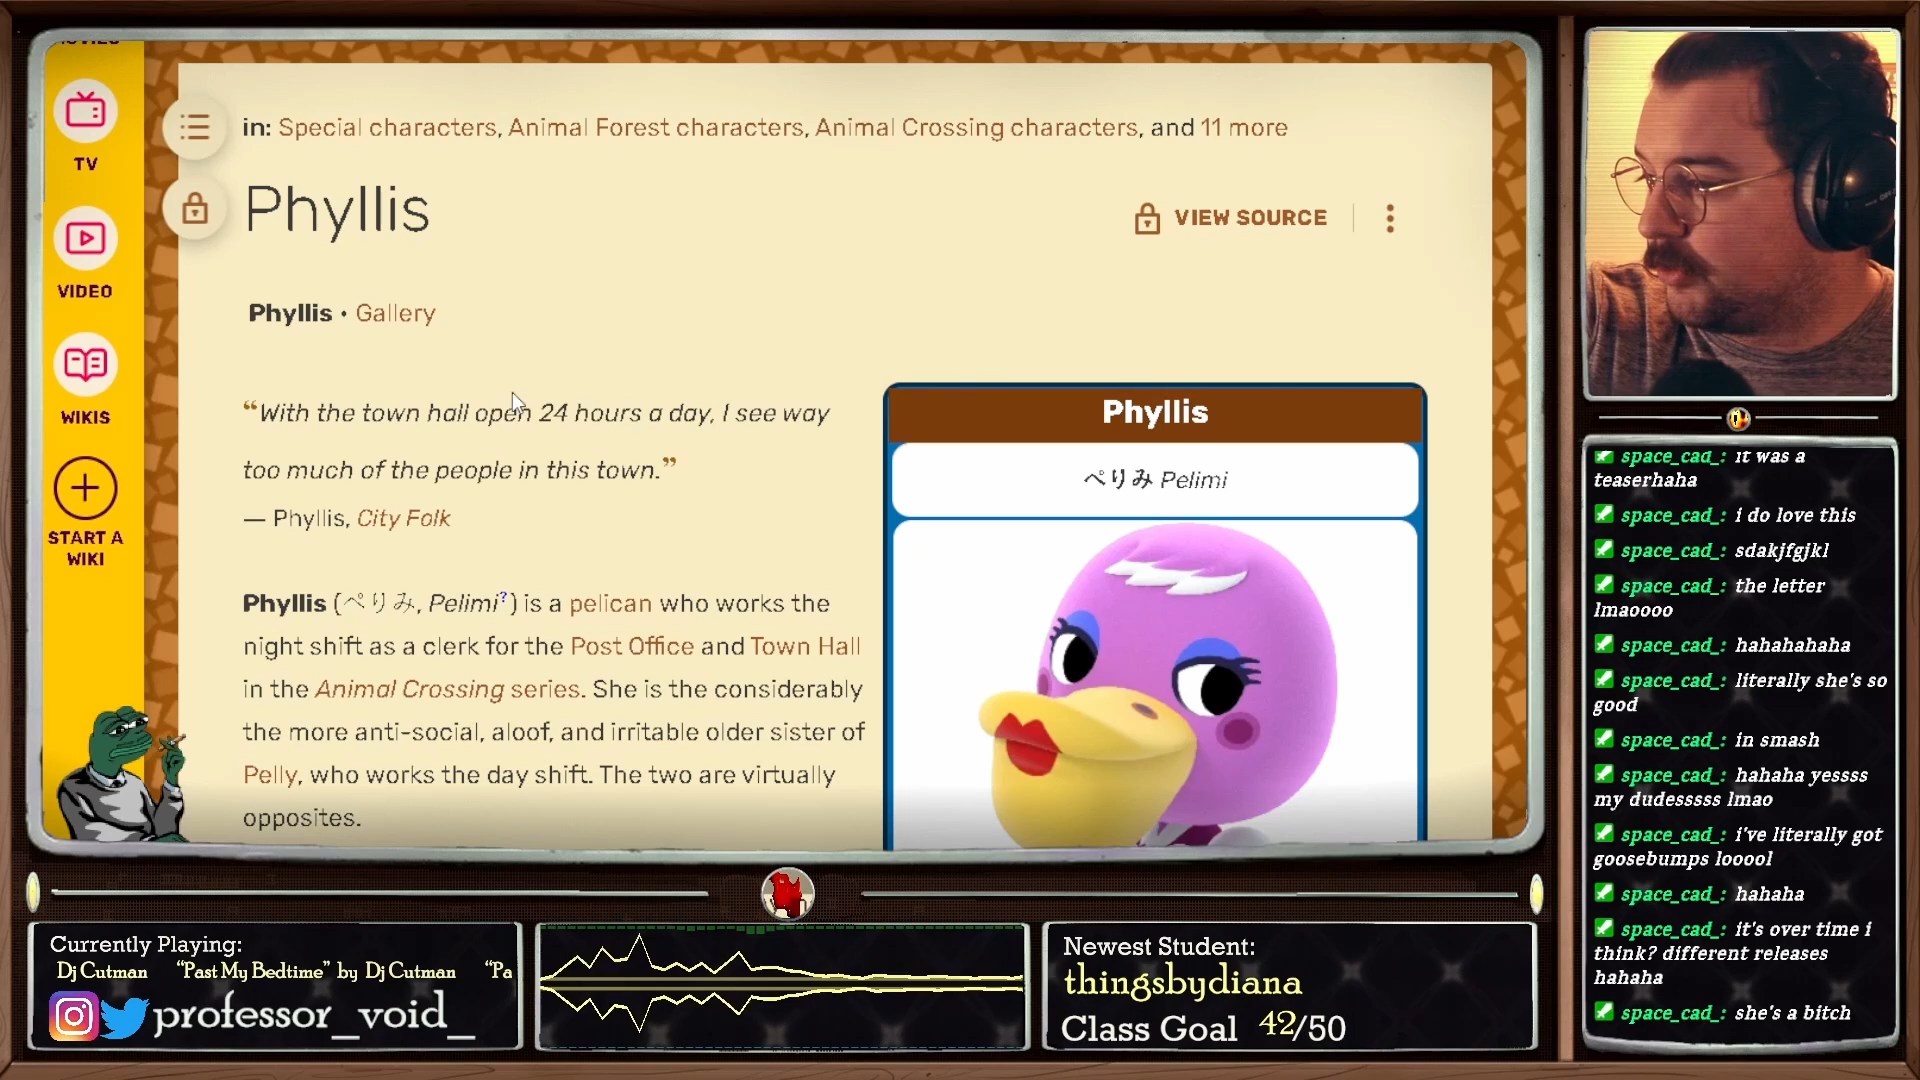 TV
VIDEO
WIKIS
START A
WIKI
in: Special characters, Animal Forest characters, Animal Crossing characters, and 11 more
Phyllis
VIEW SOURCE
Phyllis • Gallery
“With the town hall open 24 hours a day, I see way
too much of the people in this town.”
— Phyllis, City Folk
Phyllis (ぺりみ, Pelimi?) is a pelican who works the
night shift as a clerk for the Post Office and Town Hall
in the Animal Crossing series. She is the considerably
the more anti-social, aloof, and irritable older sister of
Pelly, who works the day shift. The two are virtually
opposites.
Phyllis
ぺりみ Pelimi
space_cad_: it was a
teaserhaha
space_cad_: i do love this
space_cad_: sdakjfgjkl
space_cad_: the letter
lmaoooo
space_cad_: hahahahaha
space_cad_: literally she's so
good
space_cad_: in smash
space_cad_: hahaha yessss
my dudesssss lmao
space_cad_: i've literally got
goosebumps looool
space_cad_: hahaha
space_cad_: it's over time i
think? different releases
hahaha
space_cad_: she's a bitch
Currently Playing:
Dj Cutman “Past My Bedtime” by Dj Cutman “Pa
professor_void_
Newest Student:
thingsbydiana
Class Goal 42/50